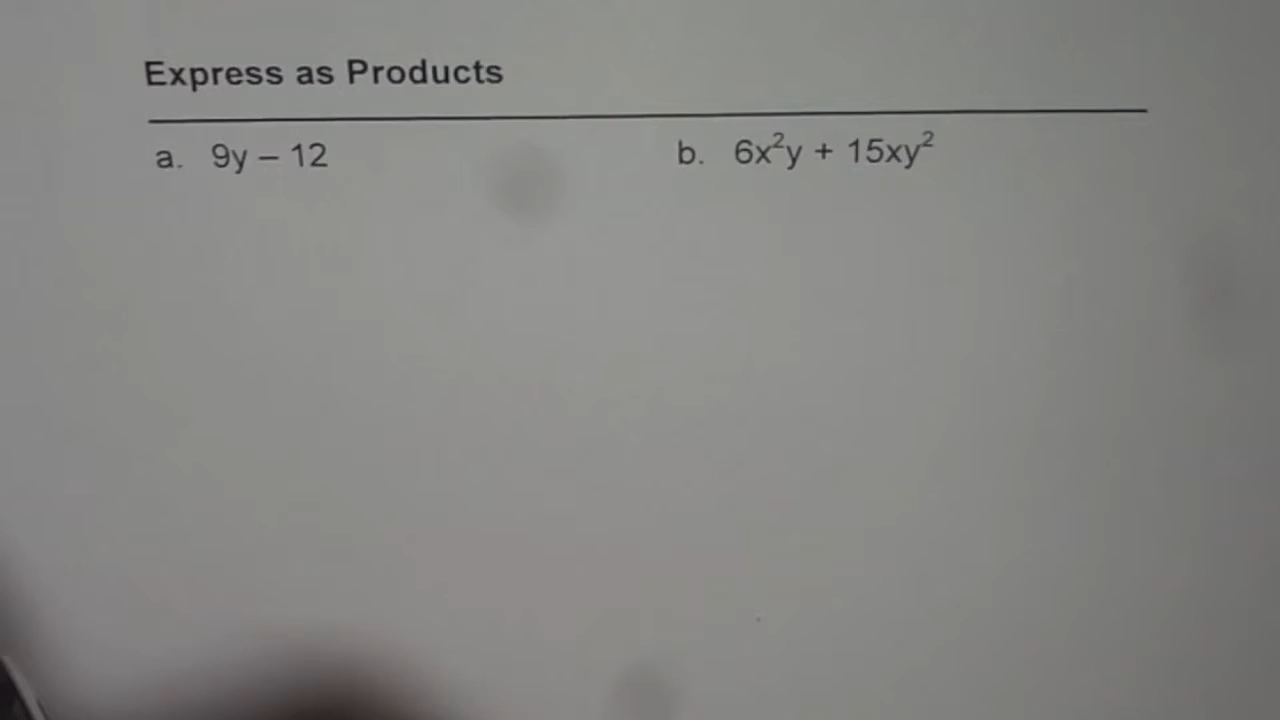 Express as Products
a. 9y – 12 b. 6x²y + 15xy²